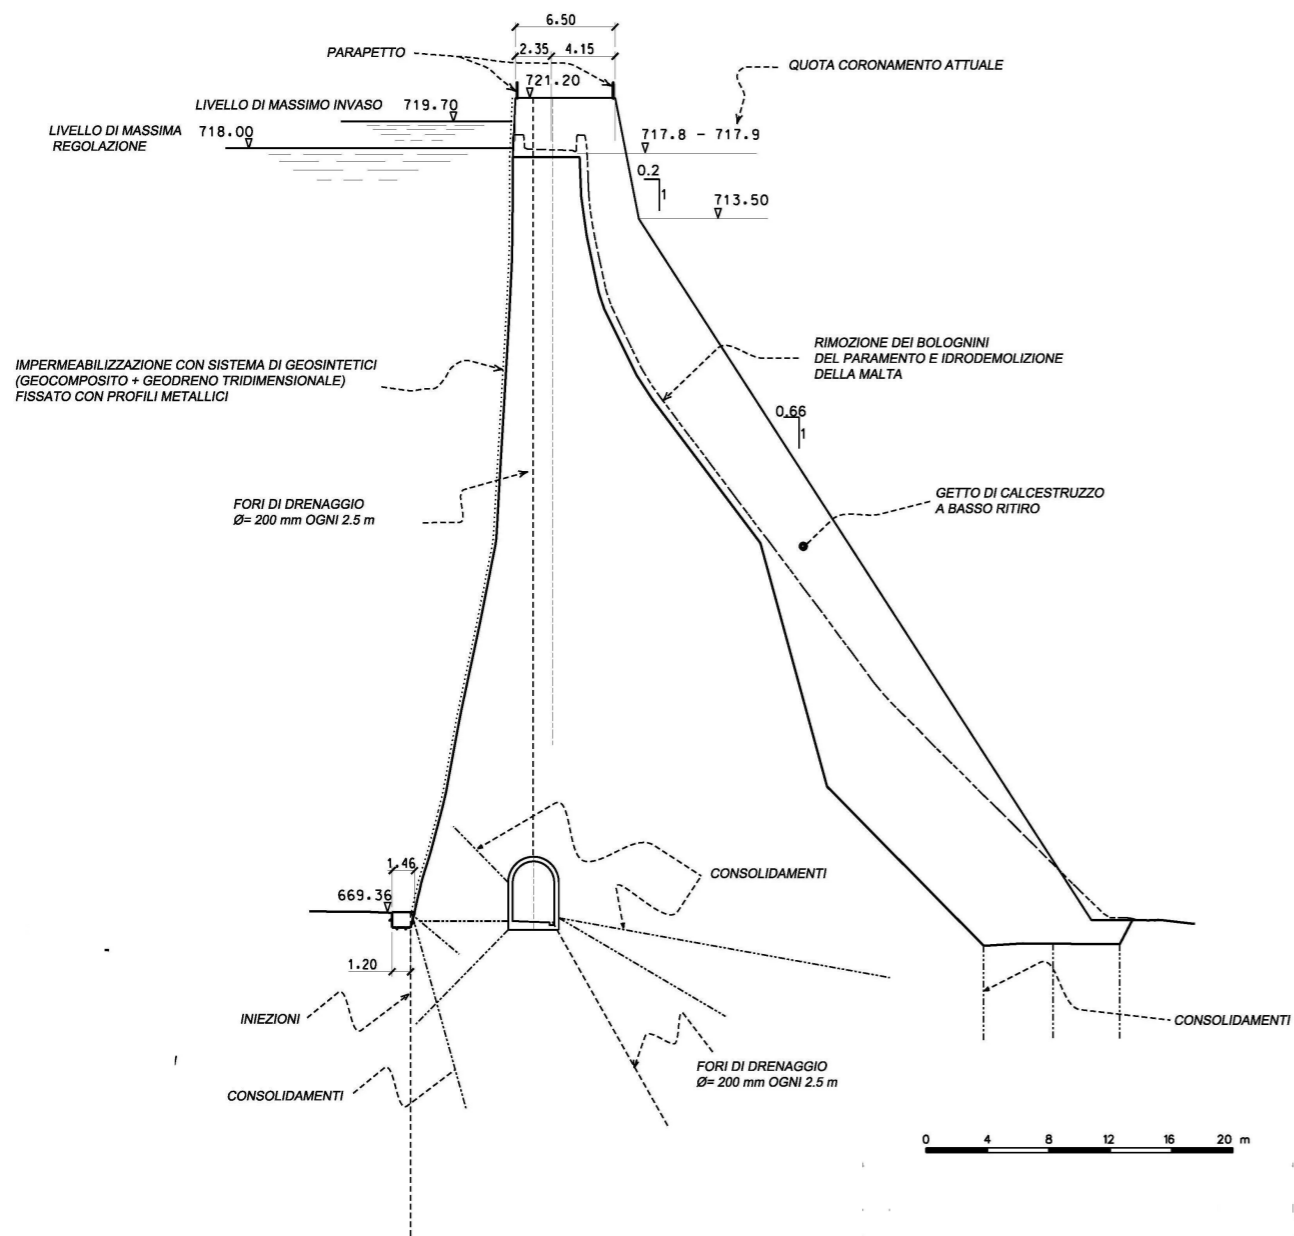 6.50
2.35 4.15
PARAPETTO
721.20
QUOTA CORONAMENTO ATTUALE
LIVELLO DI MASSIMO INVASO 719.70
LIVELLO DI MASSIMA
REGOLAZIONE
718.00
717.8 - 717.9
0.2
1
713.50
IMPERMEABILIZZAZIONE CON SISTEMA DI GEOSINTETICI
(GEOCOMPOSITO + GEODRENO TRIDIMENSIONALE)
FISSATO CON PROFILI METALLICI
RIMOZIONE DEI BOLOGNINI
DEL PARAMENTO E IDRODEMOLIZIONE
DELLA MALTA
0.66
1
FORI DI DRENAGGIO
Ø= 200 mm OGNI 2.5 m
GETTO DI CALCESTRUZZO
A BASSO RITIRO
1.46
CONSOLIDAMENTI
669.36
1.20
INIEZIONI
CONSOLIDAMENTI
CONSOLIDAMENTI
FORI DI DRENAGGIO
Ø= 200 mm OGNI 2.5 m
0 4 8 12 16 20 m